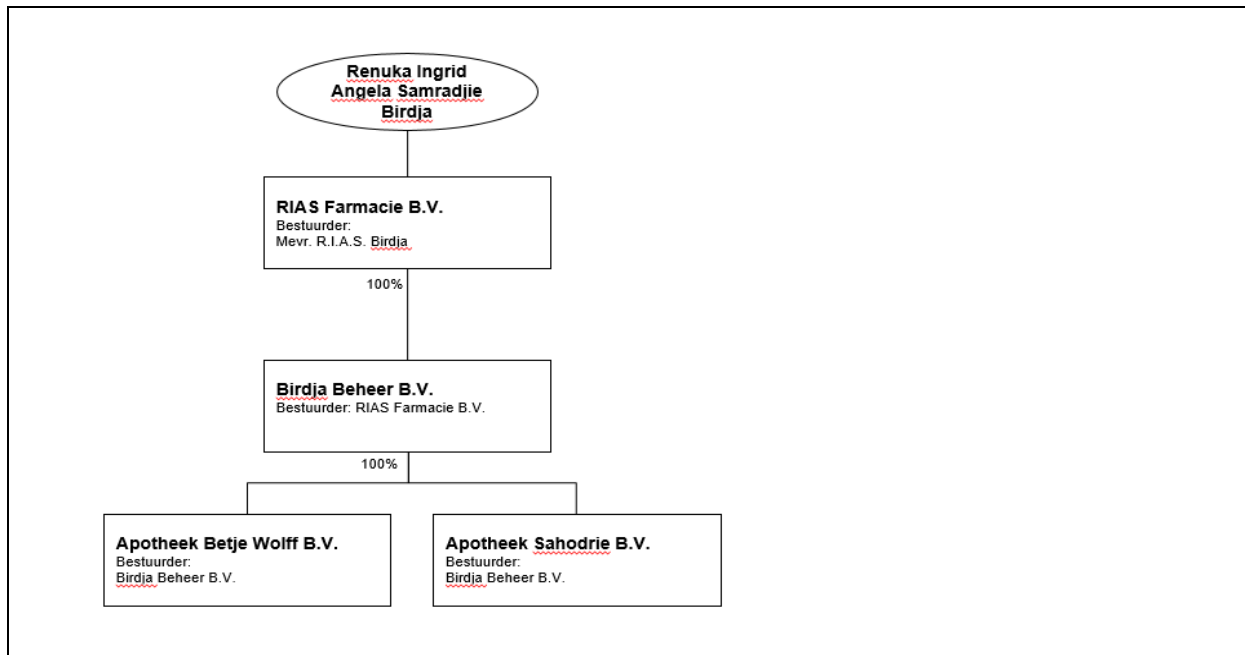 Renuka Ingrid
Angela Samradjie
Birdja
RIAS Farmacie B.V.
Bestuurder:
Mevr. R.I.A.S. Birdja
100%
Birdja Beheer B.V.
Bestuurder: RIAS Farmacie B.V.
100%
Apotheek Betje Wolff B.V.
Bestuurder:
Birdja Beheer B.V.
Apotheek Sahodrie B.V.
Bestuurder:
Birdja Beheer B.V.